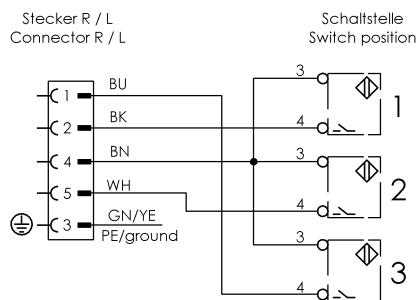 Stecker R / L
Connector R / L
Schaltstelle
Switch position
1 BU
2 BK
4 BN
5 WH
3 GN/YE
PE/ground
3
4
1
3
4
2
3
4
3